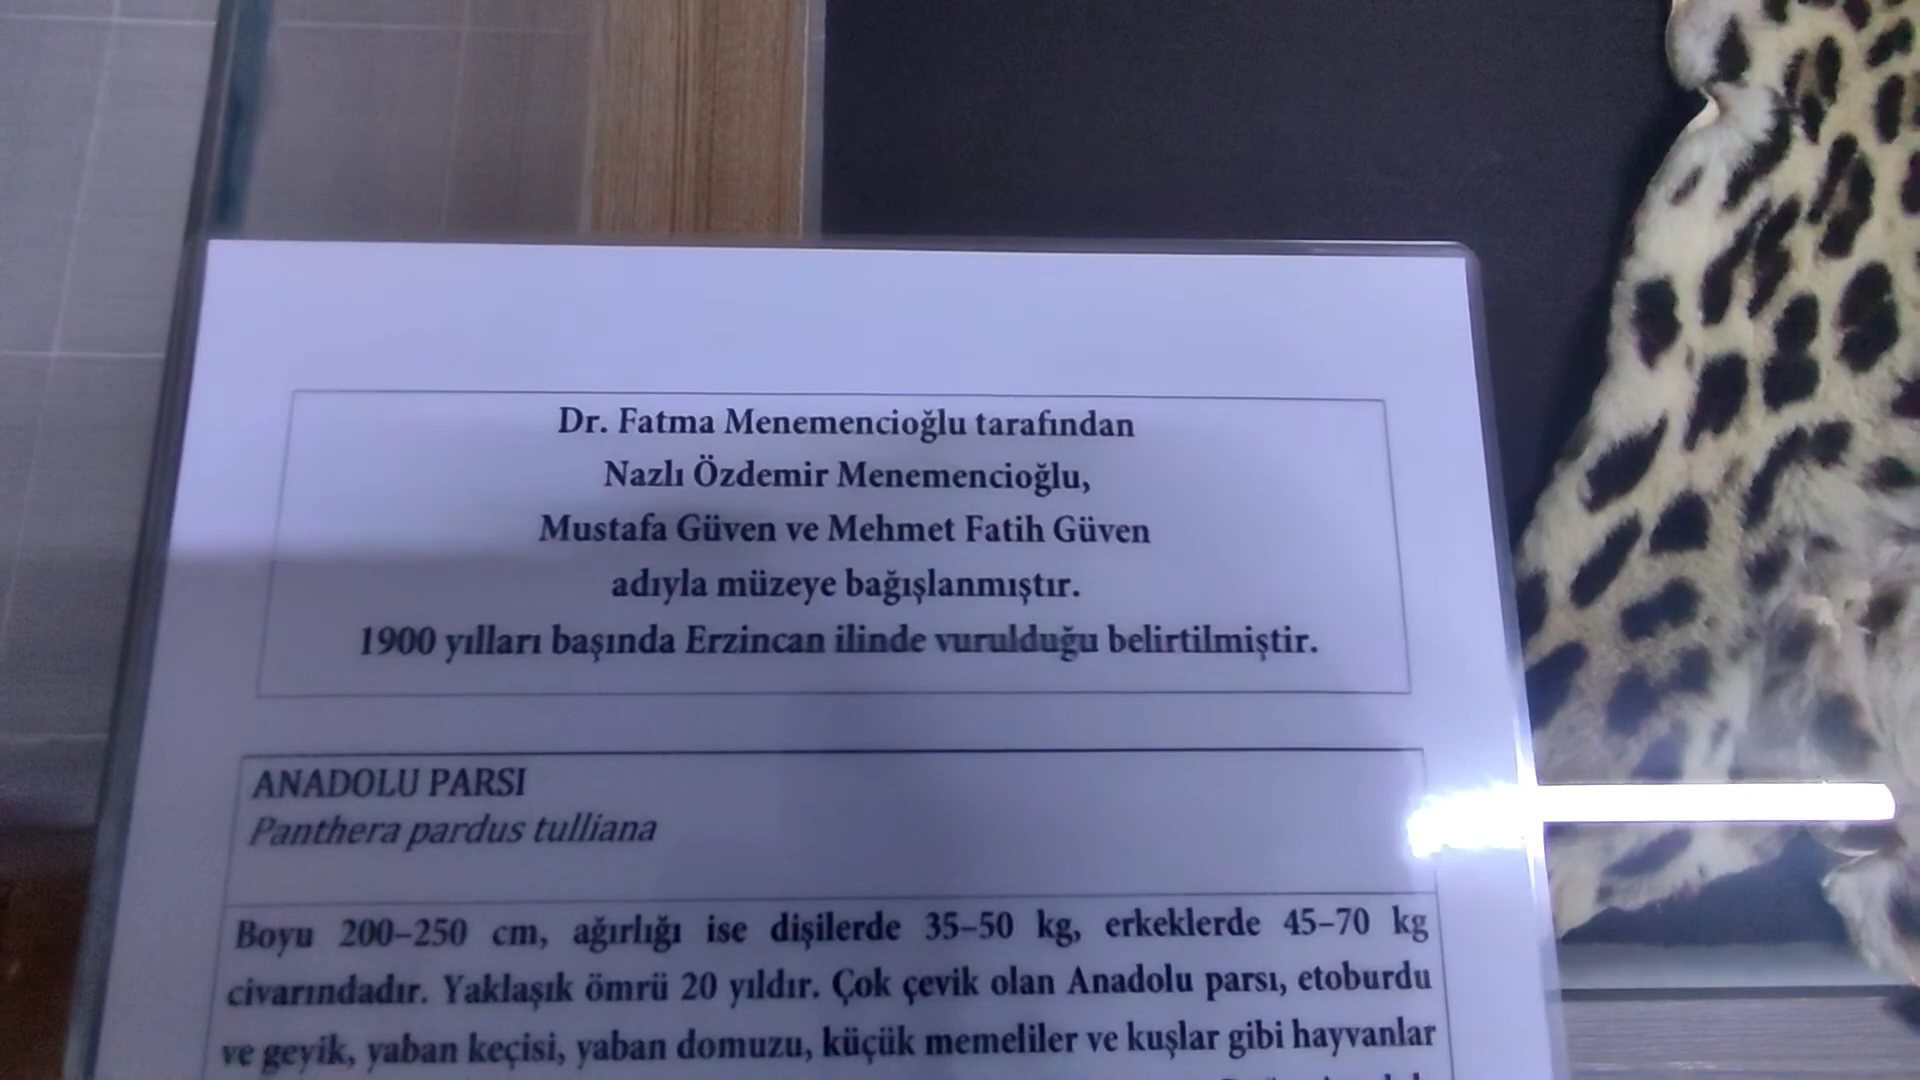 Dr. Fatma Menemencioğlu tarafından
Nazlı Özdemir Menemencioğlu,
Mustafa Güven ve Mehmet Fatih Güven
adıyla müzeye bağışlanmıştır.
1900 yılları başında Erzincan ilinde vurulduğu belirtilmiştir.
ANADOLU PARSI
Panthera pardus tulliana
Boyu 200–250 cm, ağırlığı ise dişilerde 35–50 kg, erkeklerde 45–70 kg
civarındadır. Yaklaşık ömrü 20 yıldır. Çok çevik olan Anadolu parsı, etoburdu
ve geyik, yaban keçisi, yaban domuzu, küçük memeliler ve kuşlar gibi hayvanlar